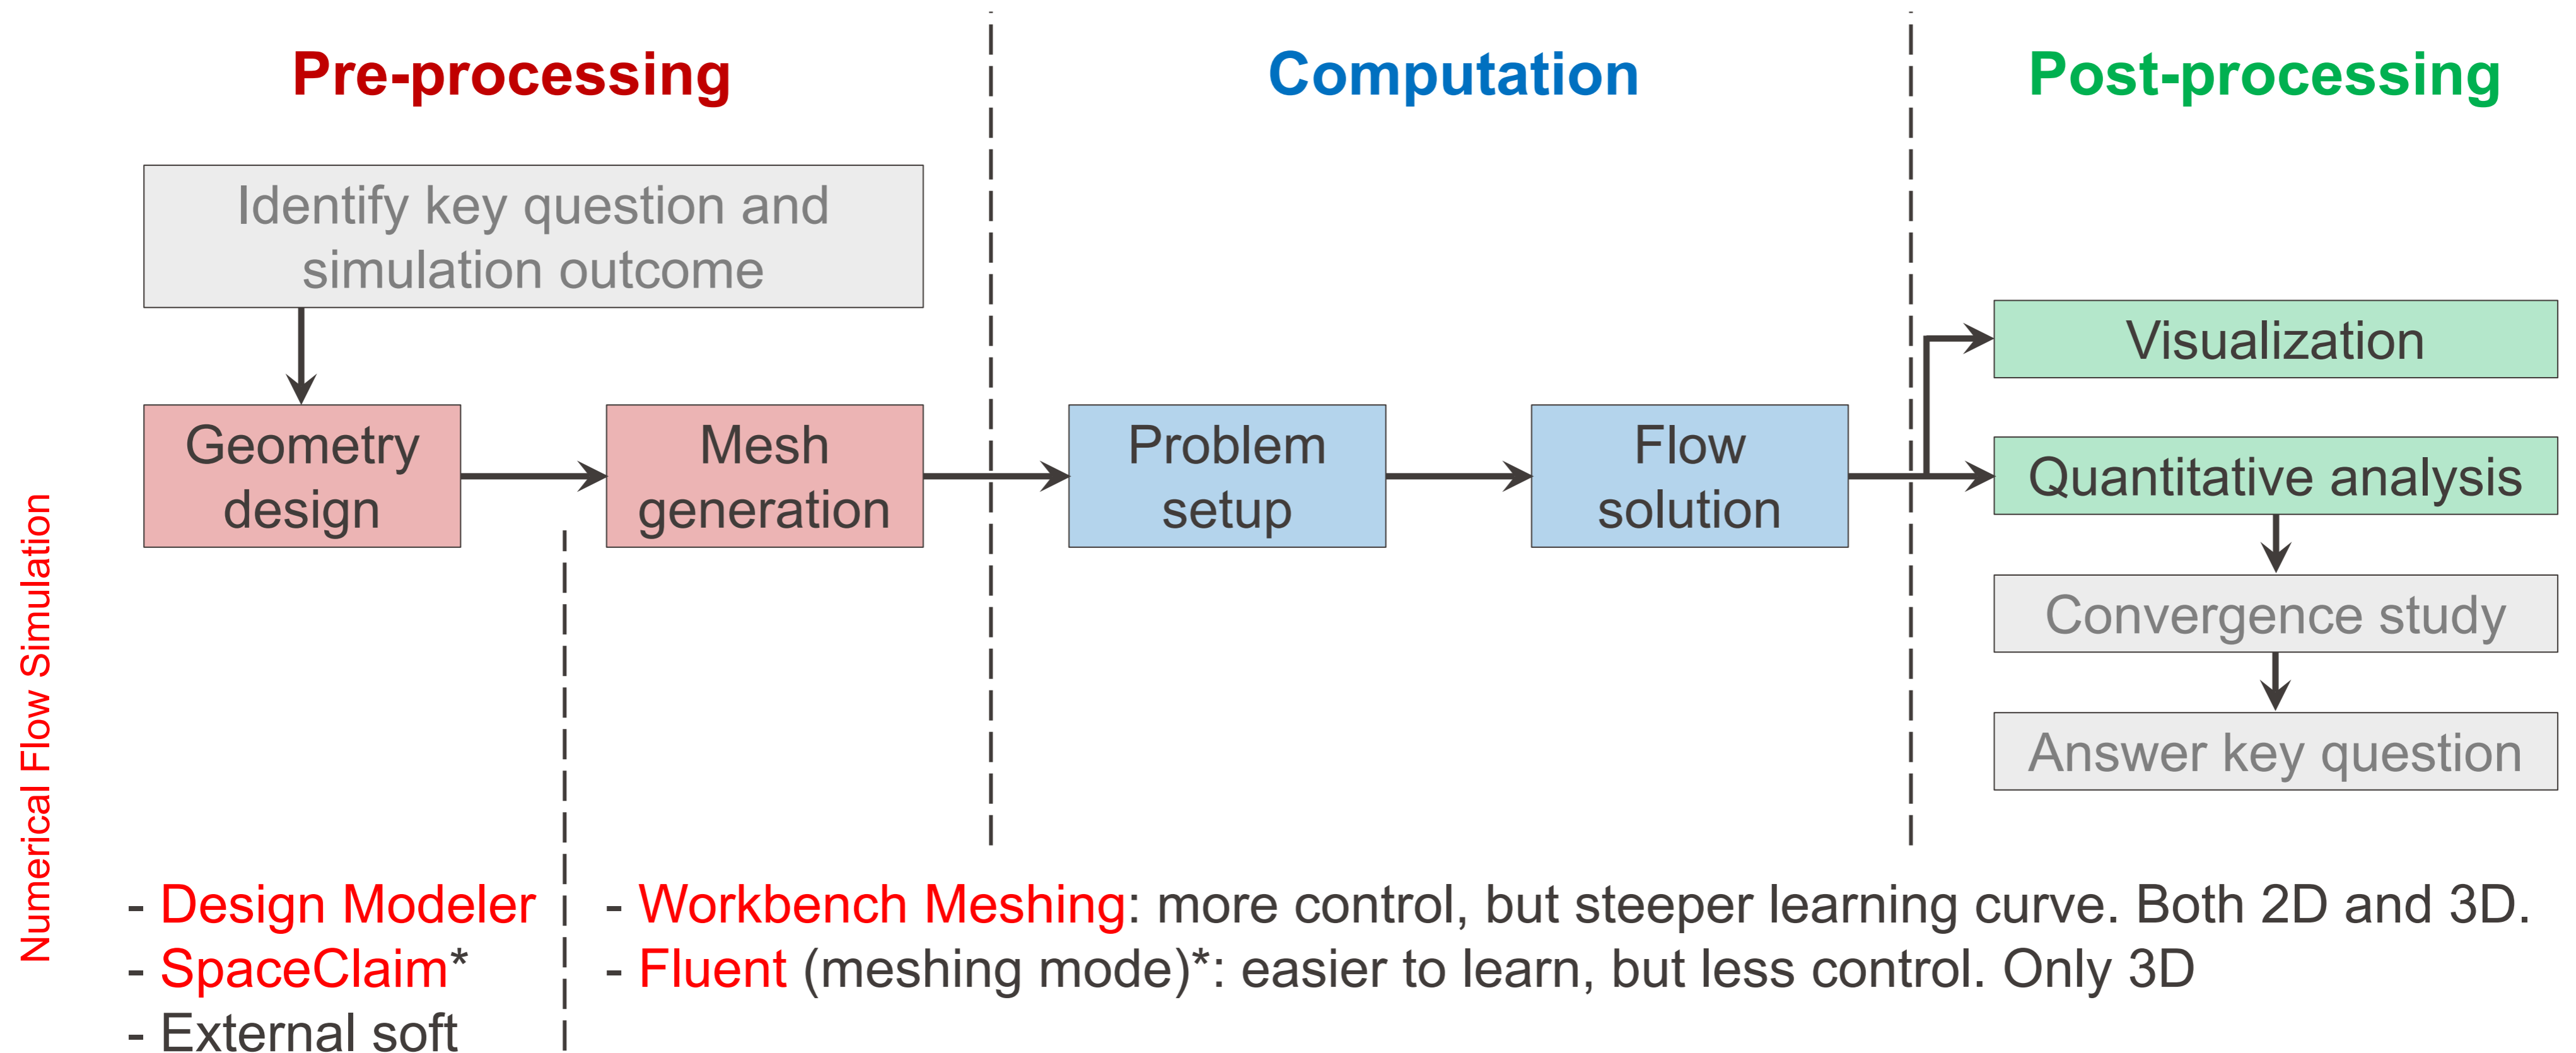 Pre-processing
Computation
Post-processing
Identify key question and
simulation outcome
Geometry
design
Mesh
generation
Problem
setup
Flow
solution
Visualization
Quantitative analysis
Convergence study
Answer key question
Numerical Flow Simulation
- Design Modeler
- SpaceClaim*
- External soft
- Workbench Meshing: more control, but steeper learning curve. Both 2D and 3D.
- Fluent (meshing mode)*: easier to learn, but less control. Only 3D